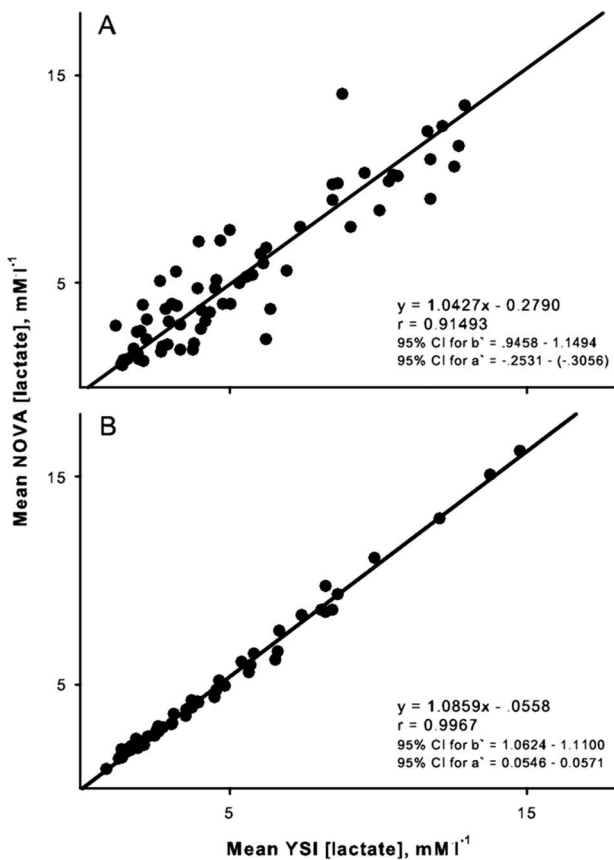 A
15
5
y = 1.0427x - 0.2790
r = 0.91493
95% CI for b` = .9458 - 1.1494
95% CI for a` = -.2531 - (-.3056)
Mean NOVA [lactate], mM·l⁻¹
B
15
5
y = 1.0859x - .0558
r = 0.9967
95% CI for b` = 1.0624 - 1.1100
95% CI for a` = 0.0546 - 0.0571
5
15
Mean YSI [lactate], mM·l⁻¹